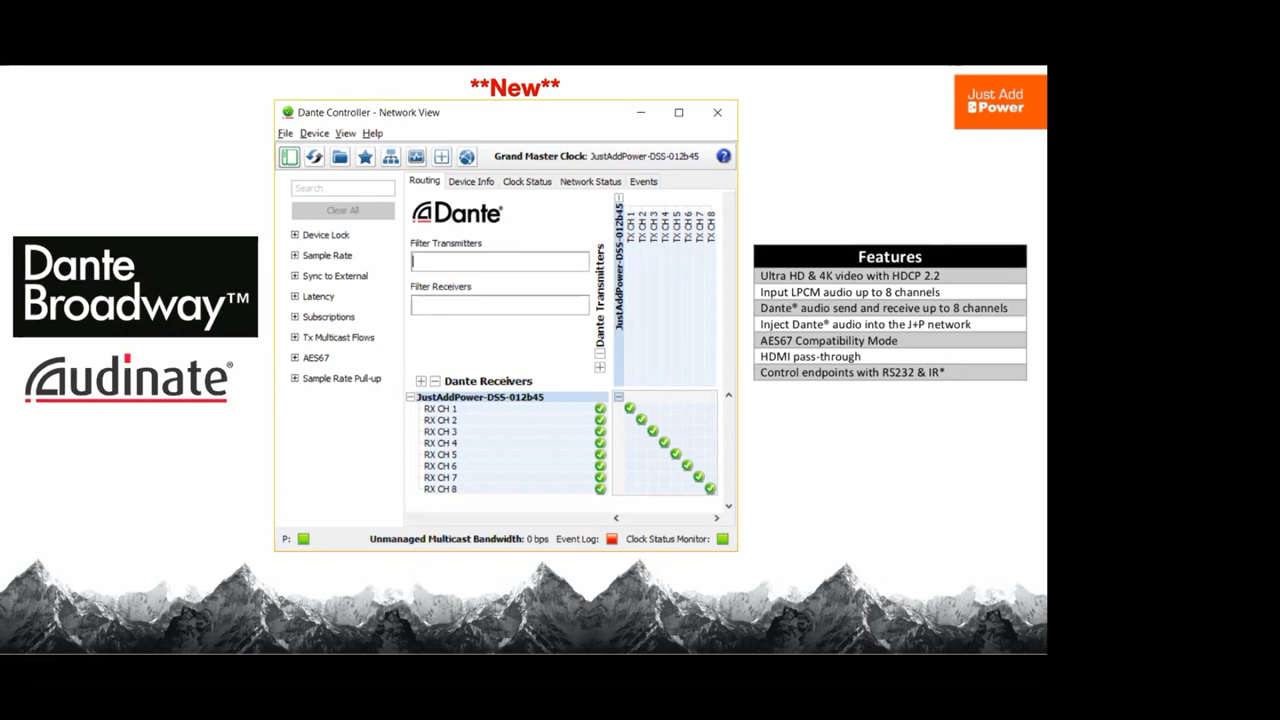 **New**
Just Add
Power
Dante Controller - Network View
File Device View Help
Grand Master Clock: JustAddPower-DSS-012b45
Search
Clear All
Device Lock
Sample Rate
Sync to External
Latency
Subscriptions
Tx Multicast Flows
AES67
Sample Rate Pull-up
Routing Device Info Clock Status Network Status Events
Dante®
Filter Transmitters
Filter Receivers
Dante Transmitters
JustAddPower-DSS-012b45
TX CH 1
TX CH 2
TX CH 3
TX CH 4
TX CH 5
TX CH 6
TX CH 7
TX CH 8
Dante Receivers
JustAddPower-DSS-012b45
RX CH 1
RX CH 2
RX CH 3
RX CH 4
RX CH 5
RX CH 6
RX CH 7
RX CH 8
P: Unmanaged Multicast Bandwidth: 0 bps Event Log: Clock Status Monitor:
Dante
Broadway™
Audinate®
Features
Ultra HD & 4K video with HDCP 2.2
Input LPCM audio up to 8 channels
Dante® audio send and receive up to 8 channels
Inject Dante® audio into the J+P network
AES67 Compatibility Mode
HDMI pass-through
Control endpoints with RS232 & IR*